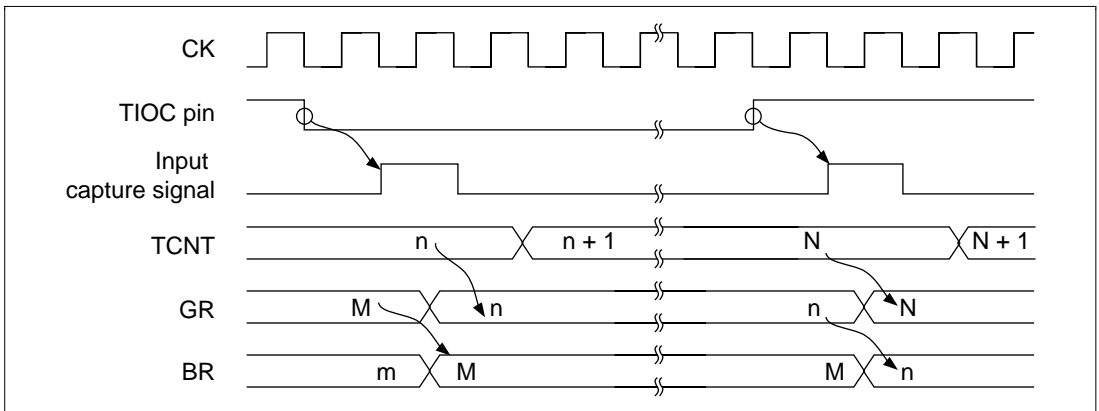 CK
TIOC pin
Input
capture signal
TCNT n n + 1 N N + 1
GR M n n N
BR m M M n